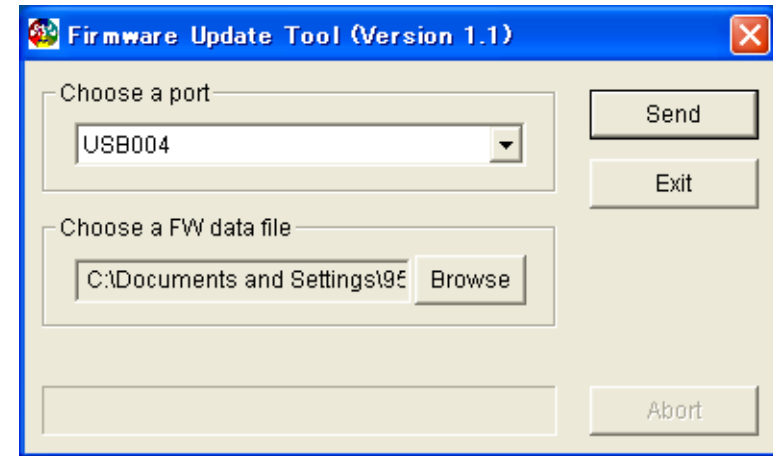 Firmware Update Tool (Version 1.1)
Choose a port
USB004
Send
Exit
Choose a FW data file
C:\Documents and Settings\95
Browse
Abort